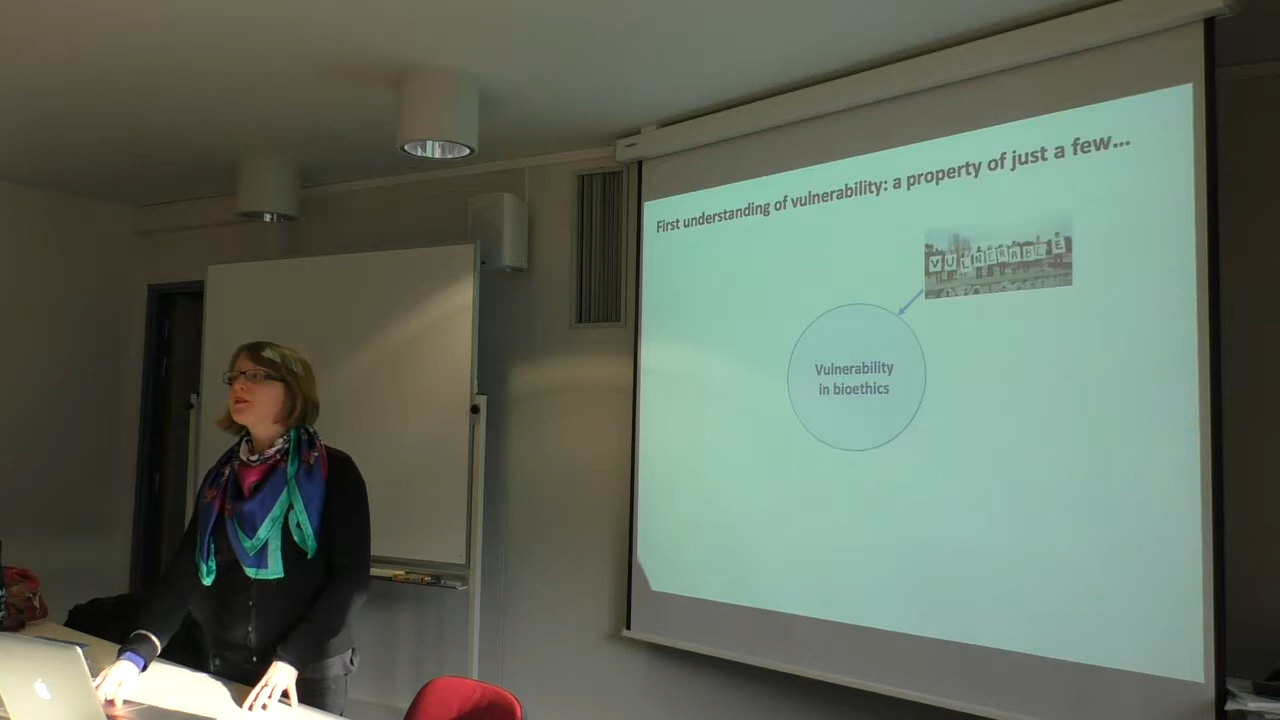 First understanding of vulnerability: a property of just a few...
VULNERABLE
Vulnerability
in bioethics